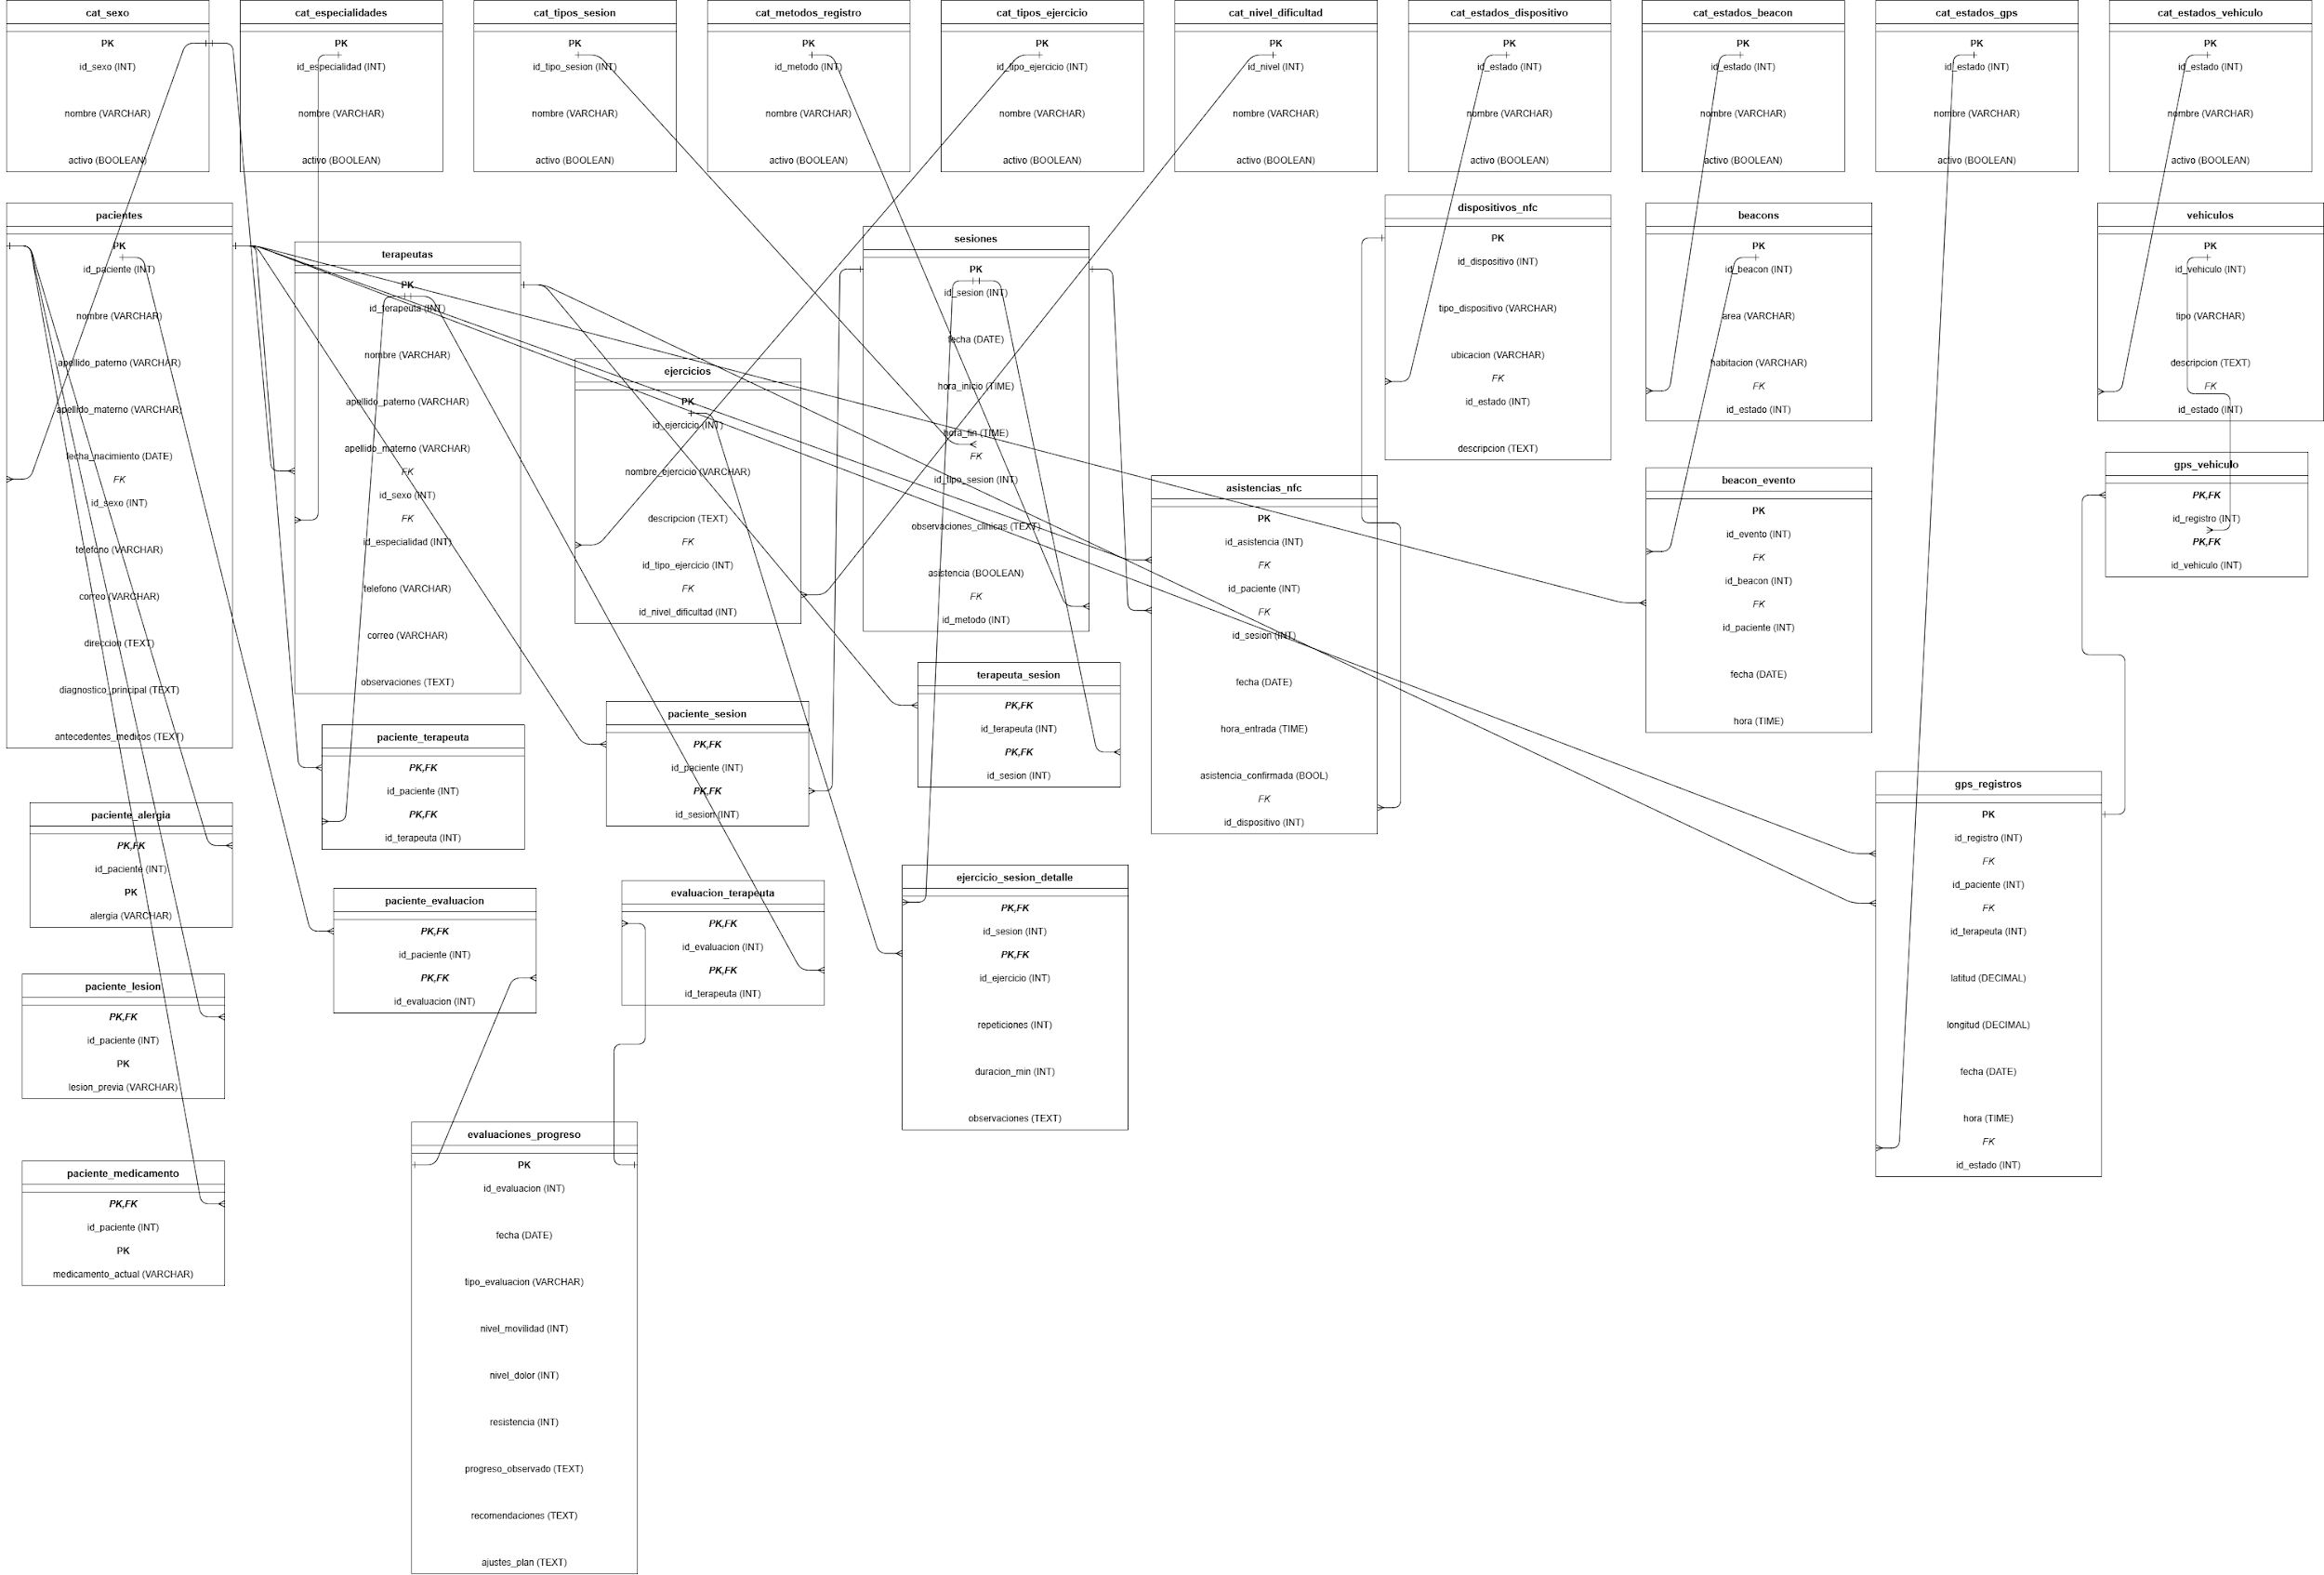 cat_sexo
PK
id_sexo (INT)
nombre (VARCHAR)
activo (BOOLEAN)
cat_especialidades
PK
id_especialidad (INT)
nombre (VARCHAR)
activo (BOOLEAN)
cat_tipos_sesion
PK
id_tipo_sesion (INT)
nombre (VARCHAR)
activo (BOOLEAN)
cat_metodos_registro
PK
id_metodo (INT)
nombre (VARCHAR)
activo (BOOLEAN)
cat_tipos_ejercicio
PK
id_tipo_ejercicio (INT)
nombre (VARCHAR)
activo (BOOLEAN)
cat_nivel_dificultad
PK
id_nivel (INT)
nombre (VARCHAR)
activo (BOOLEAN)
cat_estados_dispositivo
PK
id_estado (INT)
nombre (VARCHAR)
activo (BOOLEAN)
cat_estados_beacon
PK
id_estado (INT)
nombre (VARCHAR)
activo (BOOLEAN)
cat_estados_gps
PK
id_estado (INT)
nombre (VARCHAR)
activo (BOOLEAN)
cat_estados_vehiculo
PK
id_estado (INT)
nombre (VARCHAR)
activo (BOOLEAN)
pacientes
PK
id_paciente (INT)
nombre (VARCHAR)
apellido_paterno (VARCHAR)
apellido_materno (VARCHAR)
fecha_nacimiento (DATE)
FK
id_sexo (INT)
telefono (VARCHAR)
correo (VARCHAR)
direccion (TEXT)
diagnostico_principal (TEXT)
antecedentes_medicos (TEXT)
terapeutas
PK
id_terapeuta (INT)
nombre (VARCHAR)
apellido_paterno (VARCHAR)
apellido_materno (VARCHAR)
FK
id_sexo (INT)
FK
id_especialidad (INT)
telefono (VARCHAR)
correo (VARCHAR)
observaciones (TEXT)
ejercicios
PK
id_ejercicio (INT)
nombre_ejercicio (VARCHAR)
descripcion (TEXT)
FK
id_tipo_ejercicio (INT)
FK
id_nivel_dificultad (INT)
sesiones
PK
id_sesion (INT)
fecha (DATE)
hora_inicio (TIME)
hora_fin (TIME)
FK
id_tipo_sesion (INT)
observaciones_clinicas (TEXT)
asistencia (BOOLEAN)
FK
id_metodo (INT)
dispositivos_nfc
PK
id_dispositivo (INT)
tipo_dispositivo (VARCHAR)
ubicacion (VARCHAR)
FK
id_estado (INT)
descripcion (TEXT)
beacons
PK
id_beacon (INT)
area (VARCHAR)
habitacion (VARCHAR)
FK
id_estado (INT)
vehiculos
PK
id_vehiculo (INT)
tipo (VARCHAR)
descripcion (TEXT)
FK
id_estado (INT)
asistencias_nfc
PK
id_asistencia (INT)
FK
id_paciente (INT)
FK
id_sesion (INT)
fecha (DATE)
hora_entrada (TIME)
asistencia_confirmada (BOOL)
FK
id_dispositivo (INT)
beacon_evento
PK
id_evento (INT)
FK
id_beacon (INT)
FK
id_paciente (INT)
fecha (DATE)
hora (TIME)
gps_vehiculo
PK,FK
id_registro (INT)
PK,FK
id_vehiculo (INT)
paciente_terapeuta
PK,FK
id_paciente (INT)
PK,FK
id_terapeuta (INT)
paciente_sesion
PK,FK
id_paciente (INT)
PK,FK
id_sesion (INT)
terapeuta_sesion
PK,FK
id_terapeuta (INT)
PK,FK
id_sesion (INT)
gps_registros
PK
id_registro (INT)
FK
id_paciente (INT)
FK
id_terapeuta (INT)
latitud (DECIMAL)
longitud (DECIMAL)
fecha (DATE)
hora (TIME)
FK
id_estado (INT)
paciente_alergia
PK,FK
id_paciente (INT)
PK
alergia (VARCHAR)
paciente_evaluacion
PK,FK
id_paciente (INT)
PK,FK
id_evaluacion (INT)
evaluacion_terapeuta
PK,FK
id_evaluacion (INT)
PK,FK
id_terapeuta (INT)
ejercicio_sesion_detalle
PK,FK
id_sesion (INT)
PK,FK
id_ejercicio (INT)
repeticiones (INT)
duracion_min (INT)
observaciones (TEXT)
paciente_lesion
PK,FK
id_paciente (INT)
PK
lesion_previa (VARCHAR)
paciente_medicamento
PK,FK
id_paciente (INT)
PK
medicamento_actual (VARCHAR)
evaluaciones_progreso
PK
id_evaluacion (INT)
fecha (DATE)
tipo_evaluacion (VARCHAR)
nivel_movilidad (INT)
nivel_dolor (INT)
resistencia (INT)
progreso_observado (TEXT)
recomendaciones (TEXT)
ajustes_plan (TEXT)